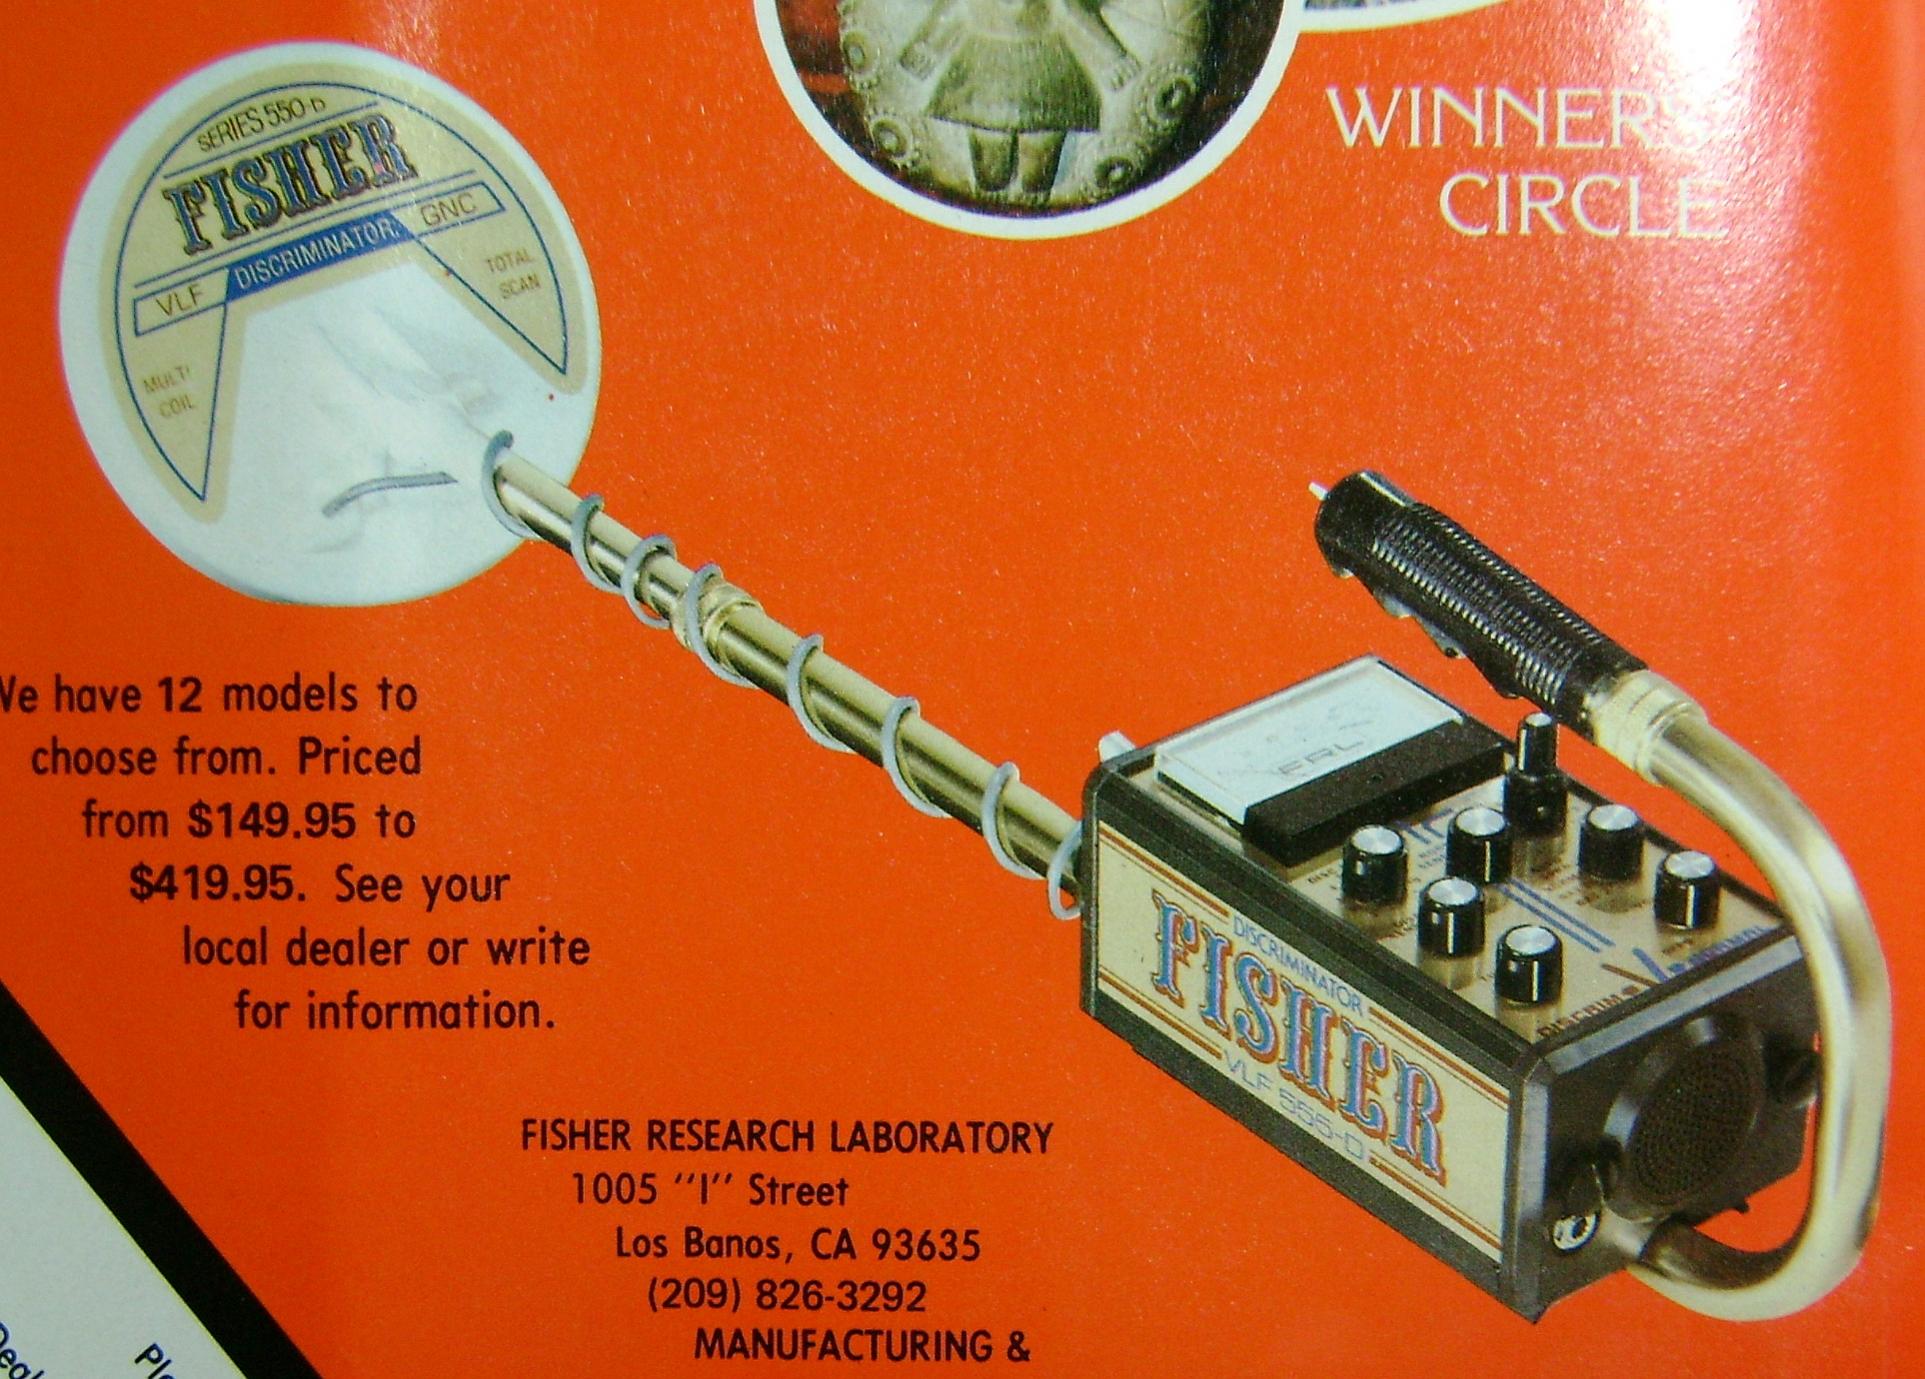 WINNERS'
CIRCLE
SERIES 550-D
FISHER
VLF DISCRIMINATOR GNC
TOTAL
SCAN
MULTI
COIL
We have 12 models to
choose from. Priced
from $149.95 to
$419.95. See your
local dealer or write
for information.
DISCRIMINATOR
FISHER
VLF 555-D
DISCRIM
FISHER RESEARCH LABORATORY
1005 "I" Street
Los Banos, CA 93635
(209) 826-3292
MANUFACTURING &